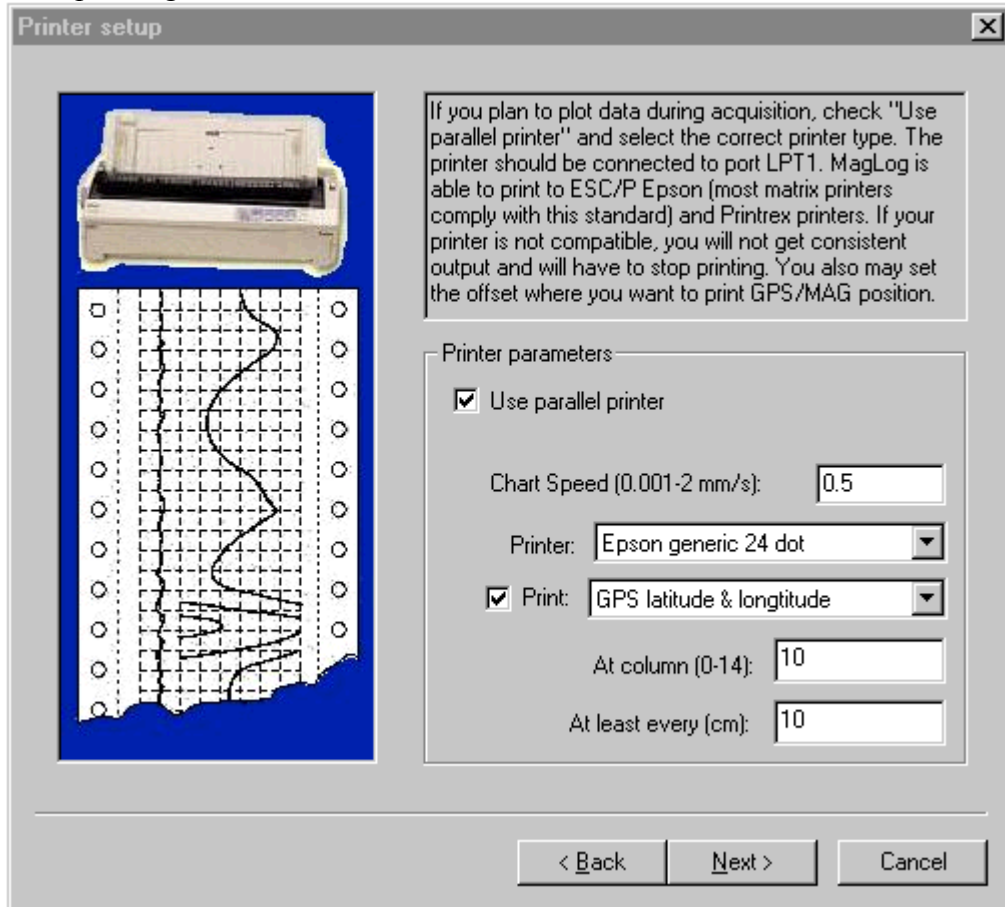 Printer setup
If you plan to plot data during acquisition, check "Use
parallel printer" and select the correct printer type. The
printer should be connected to port LPT1. MagLog is
able to print to ESC/P Epson (most matrix printers
comply with this standard) and Printrex printers. If your
printer is not compatible, you will not get consistent
output and will have to stop printing. You also may set
the offset where you want to print GPS/MAG position.
Printer parameters
Use parallel printer
Chart Speed (0.001-2 mm/s): 0.5
Printer: Epson generic 24 dot
Print: GPS latitude & longtitude
At column (0-14): 10
At least every (cm): 10
< Back Next > Cancel